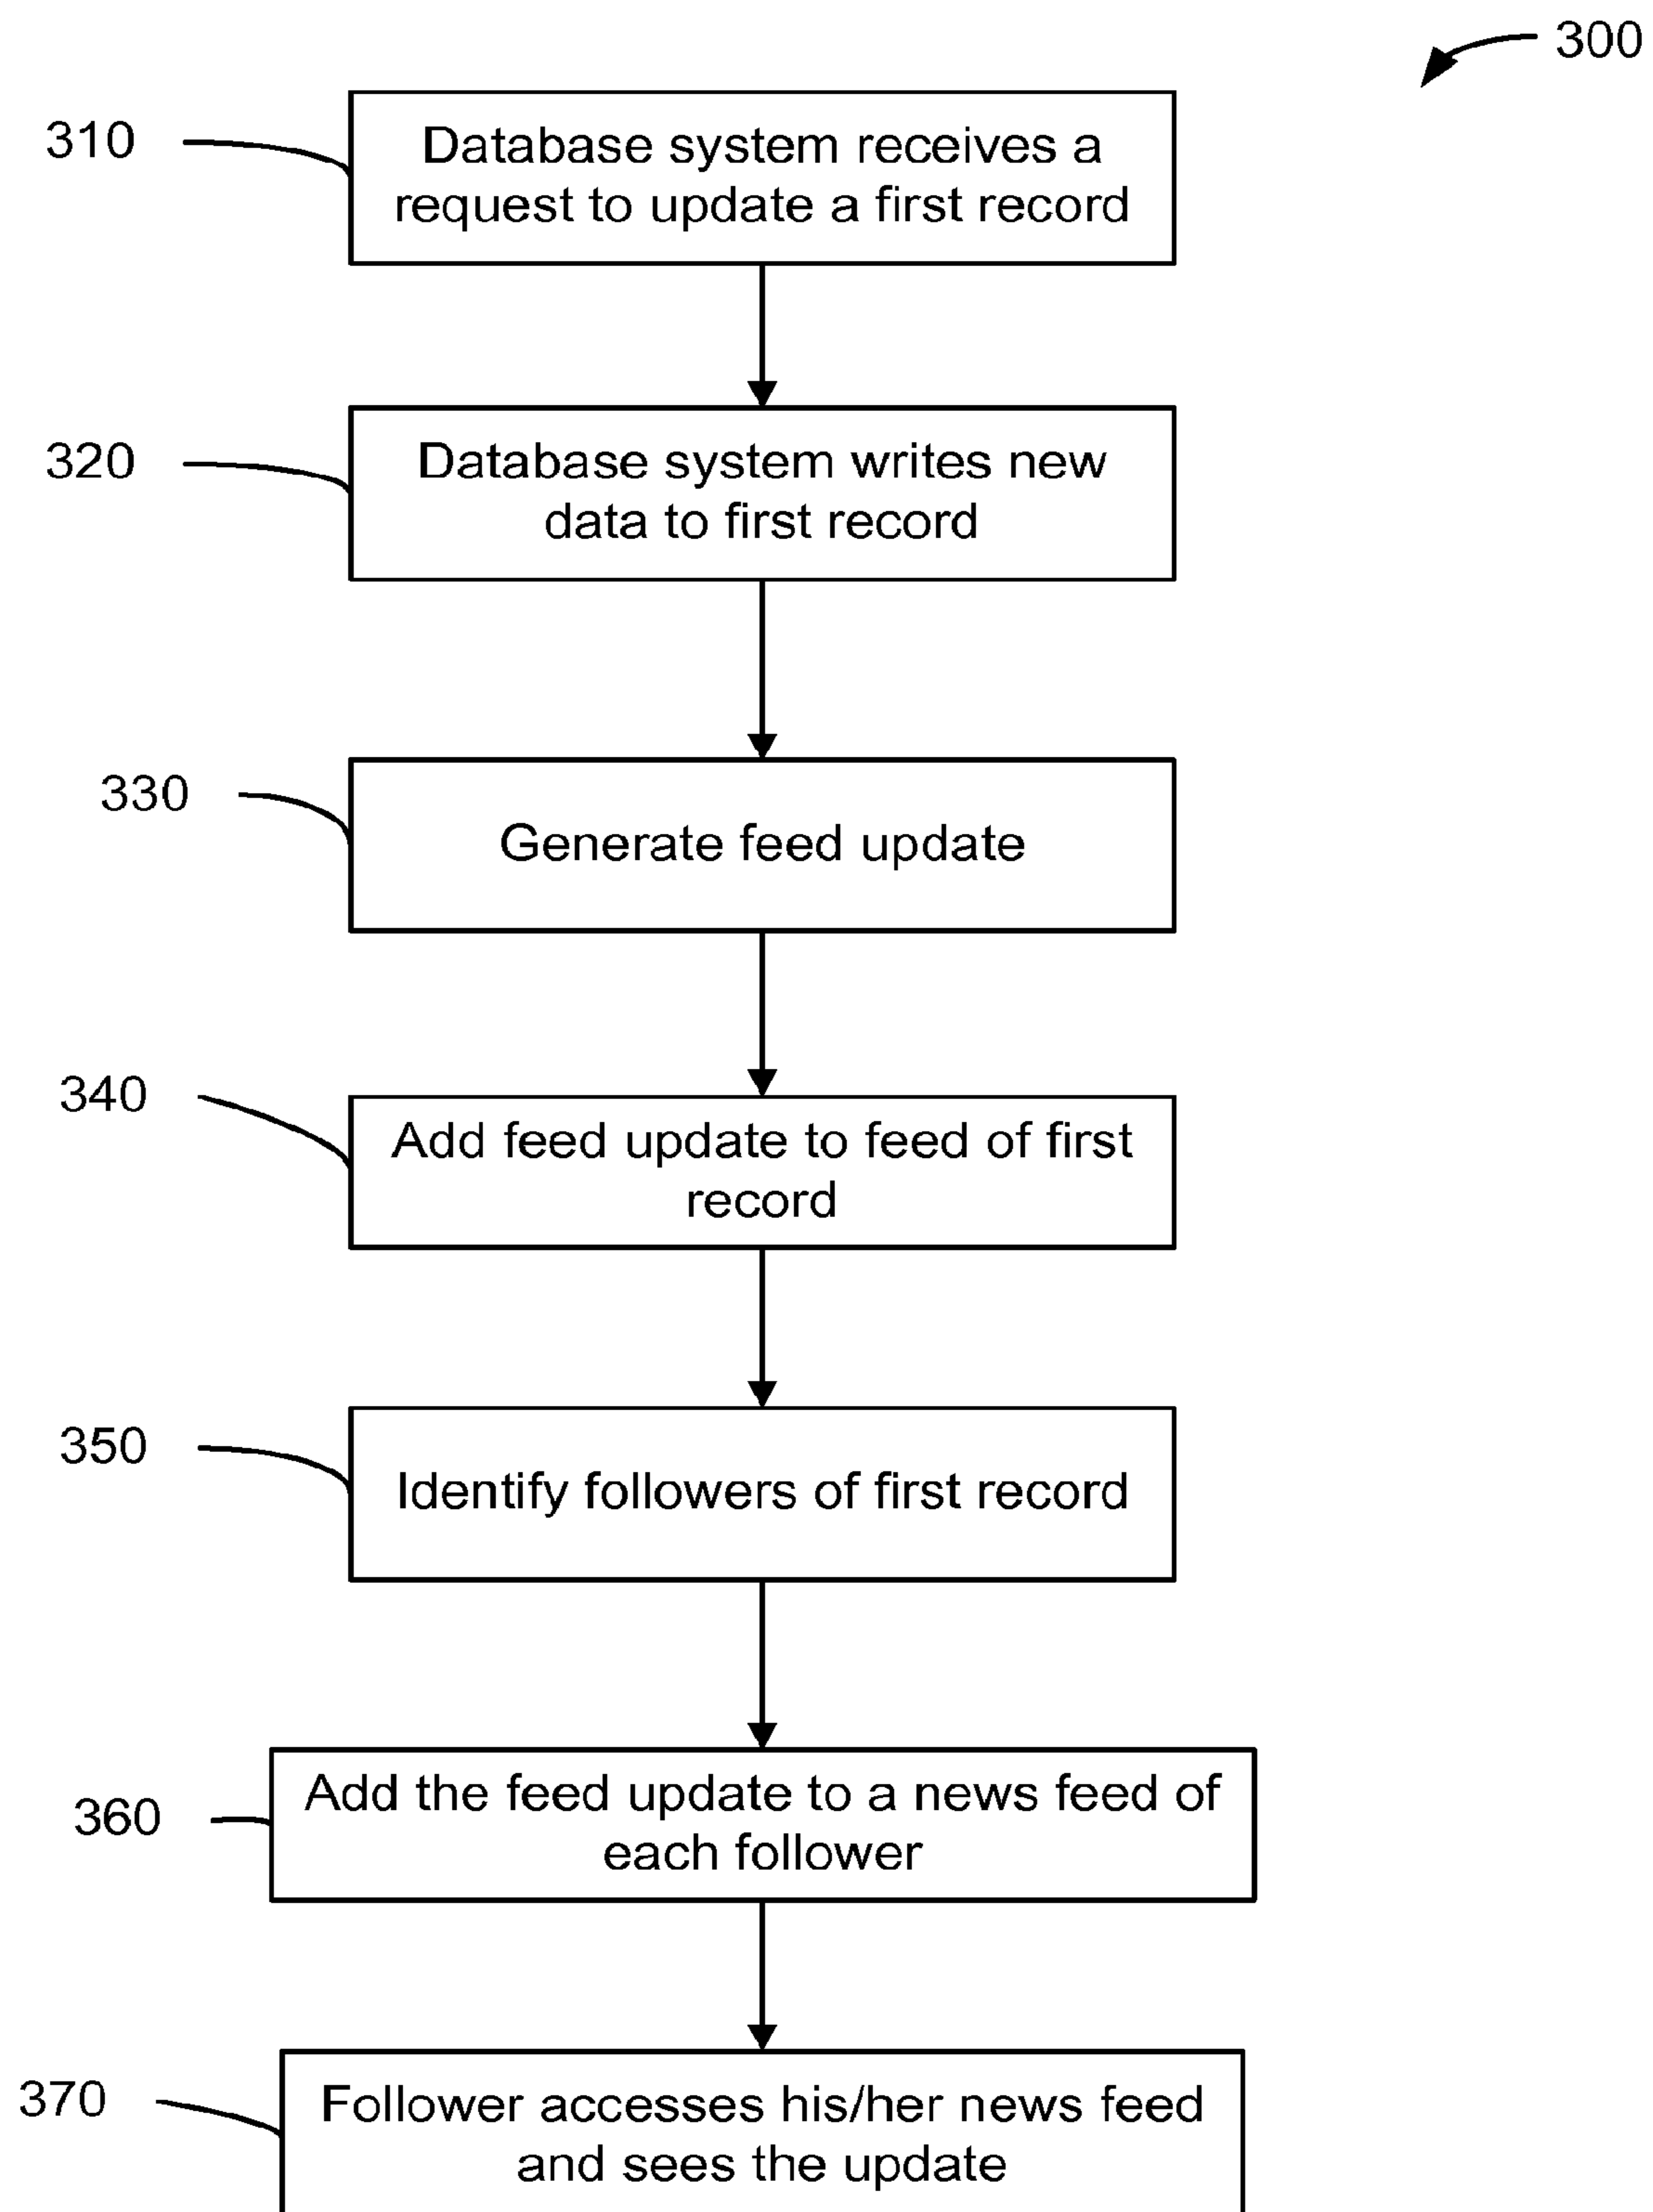 300
310
Database system receives a
request to update a first record
320
Database system writes new
data to first record
330
Generate feed update
340
Add feed update to feed of first
record
350
Identify followers of first record
360
Add the feed update to a news feed of
each follower
370
Follower accesses his/her news feed
and sees the update